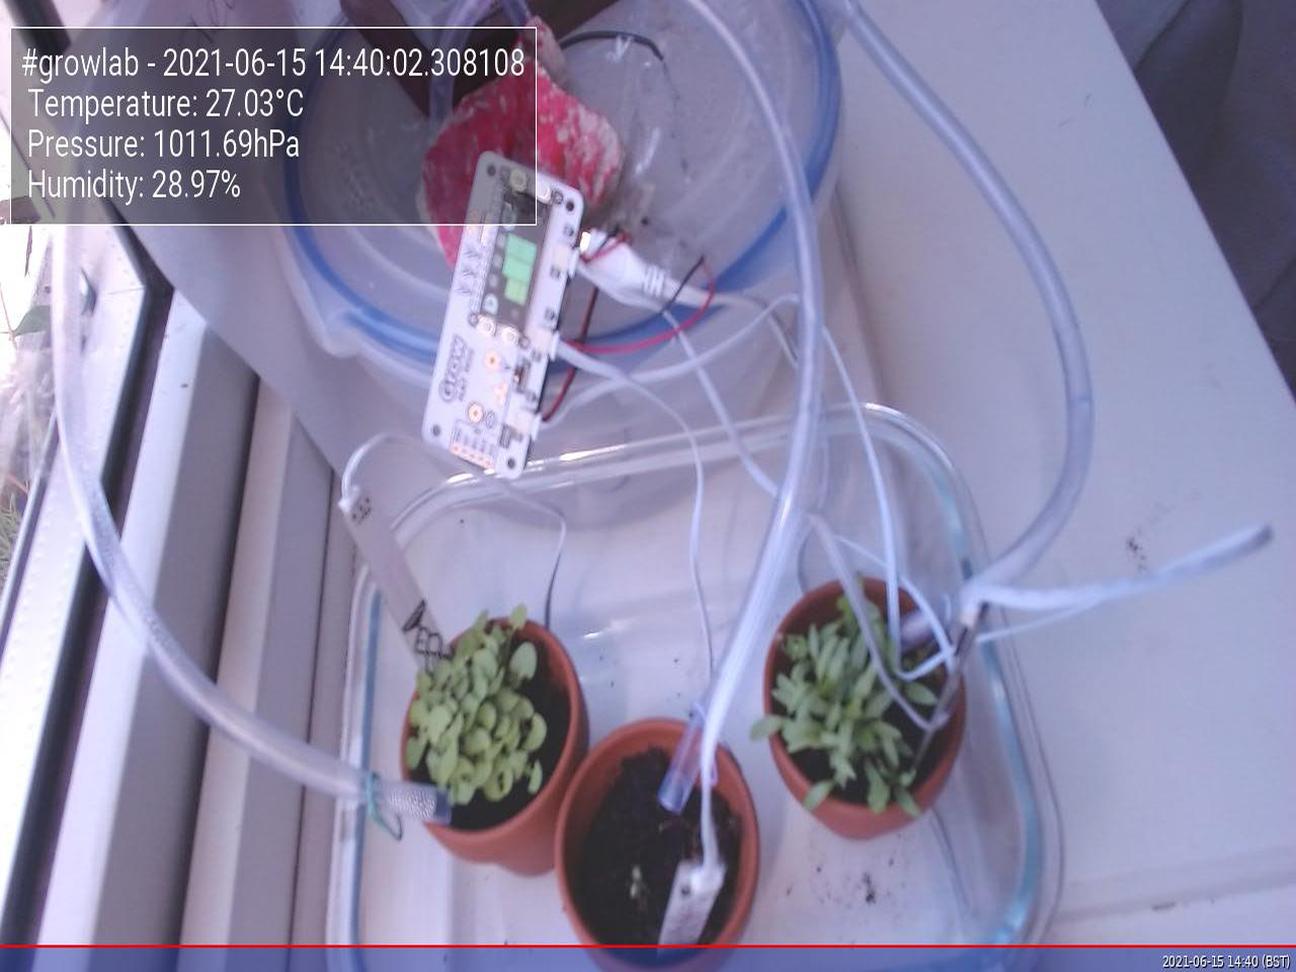 #growlab - 2021-06-15 14:40:02.308108
Temperature: 27.03°C
Pressure: 1011.69hPa
Humidity: 28.97%
GROW
2021-06-15 14:40 (BST)